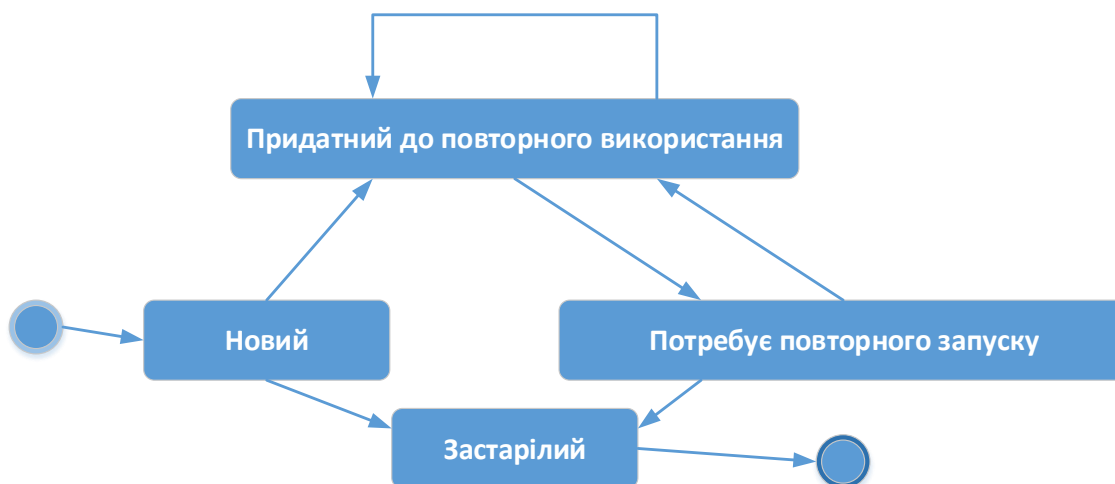 Придатний до повторного використання
Новий
Потребує повторного запуску
Застарілий